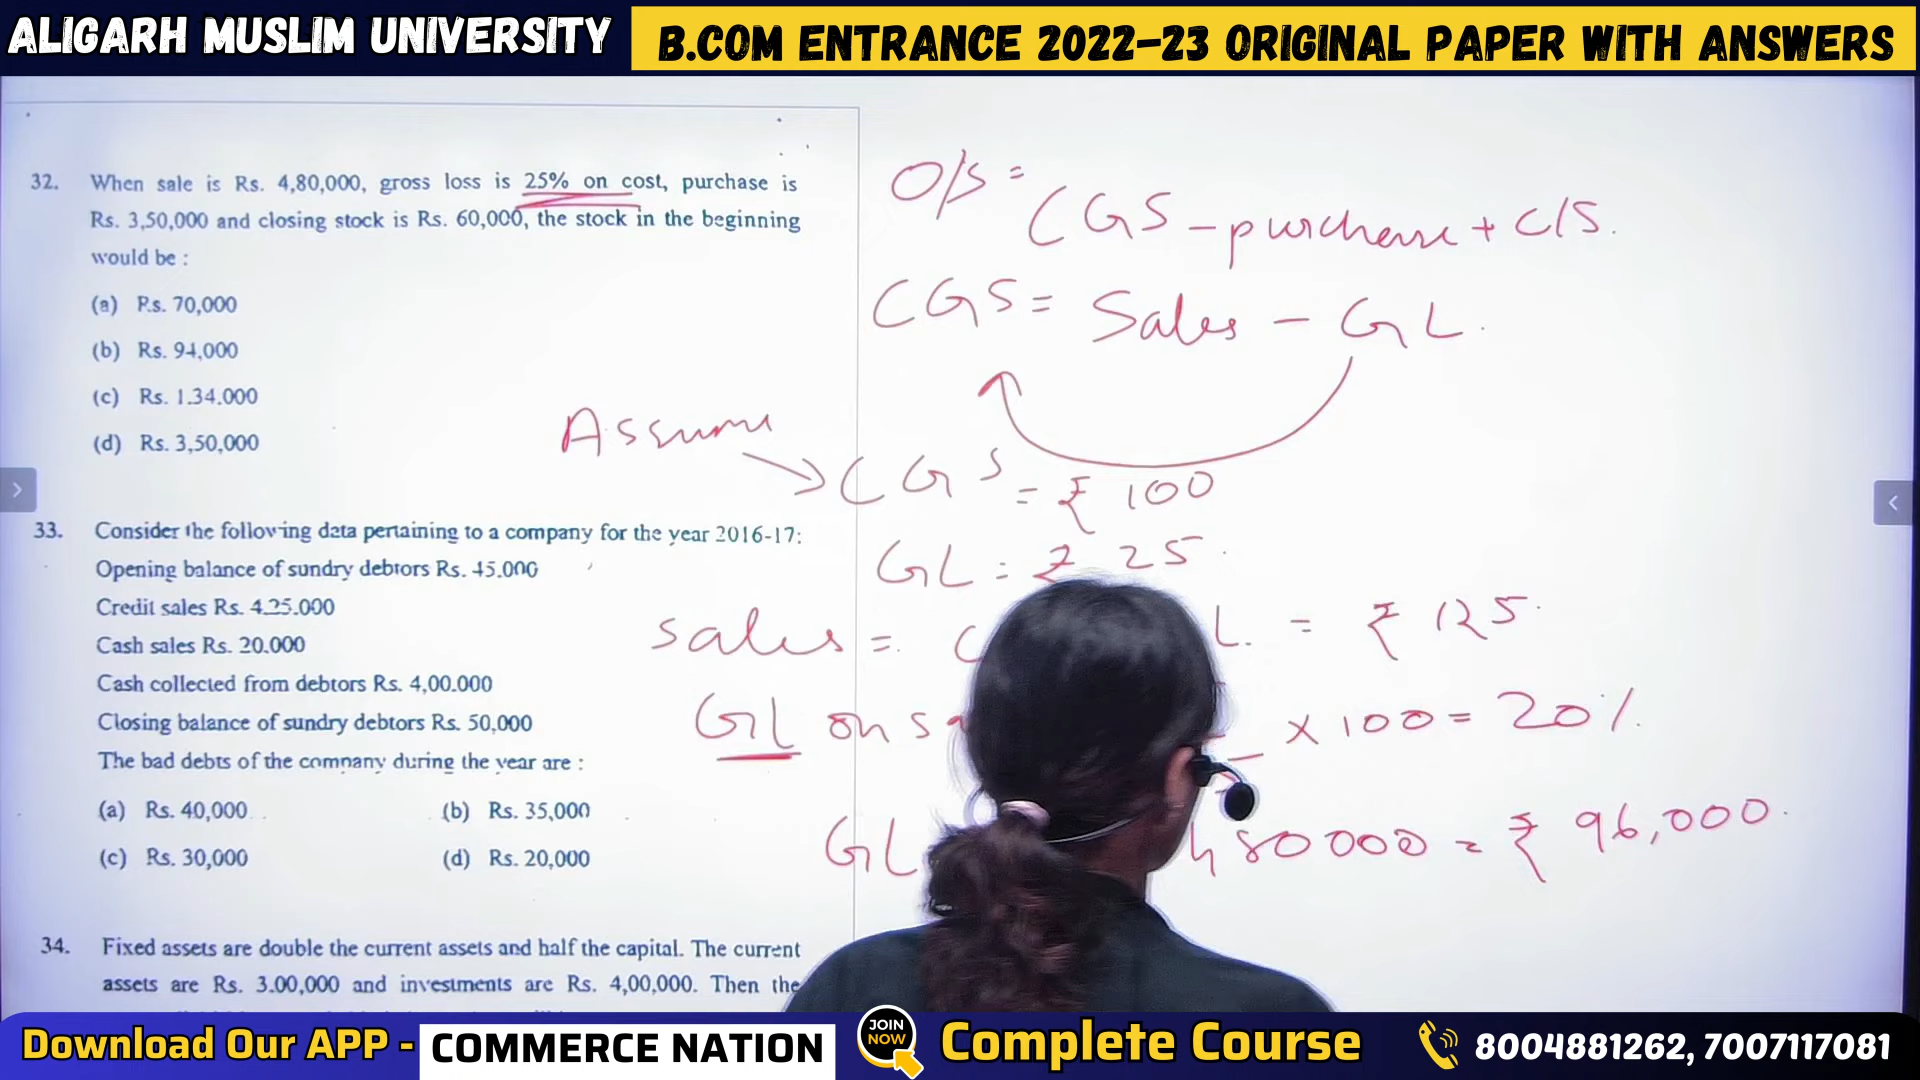 ALIGARH MUSLIM UNIVERSITY
B.COM ENTRANCE 2022-23 ORIGINAL PAPER WITH ANSWERS
32. When sale is Rs. 4,80,000, gross loss is 25% on cost, purchase is
Rs. 3,50,000 and closing stock is Rs. 60,000, the stock in the beginning
would be :
(a) Rs. 70,000
(b) Rs. 94,000
(c) Rs. 1.34.000
(d) Rs. 3,50,000
33. Consider the following data pertaining to a company for the year 2016-17:
Opening balance of sundry debtors Rs. 45.000
Credit sales Rs. 4.25.000
Cash sales Rs. 20.000
Cash collected from debtors Rs. 4,00.000
Closing balance of sundry debtors Rs. 50,000
The bad debts of the company during the year are :
(a) Rs. 40,000 (b) Rs. 35,000
(c) Rs. 30,000 (d) Rs. 20,000
34. Fixed assets are double the current assets and half the capital. The current
assets are Rs. 3.00,000 and investments are Rs. 4,00,000. Then the
O/S =
CGS - purchase + C/S.
CGS = Sales - GL.
Assume
CGS = ₹ 100
GL = ₹ 25.
sales = C L. = ₹ 125.
GL on sa × 100 = 20%.
GL 480000 = ₹ 96,000.
Download Our APP - COMMERCE NATION
JOIN NOW
Complete Course
8004881262, 7007117081